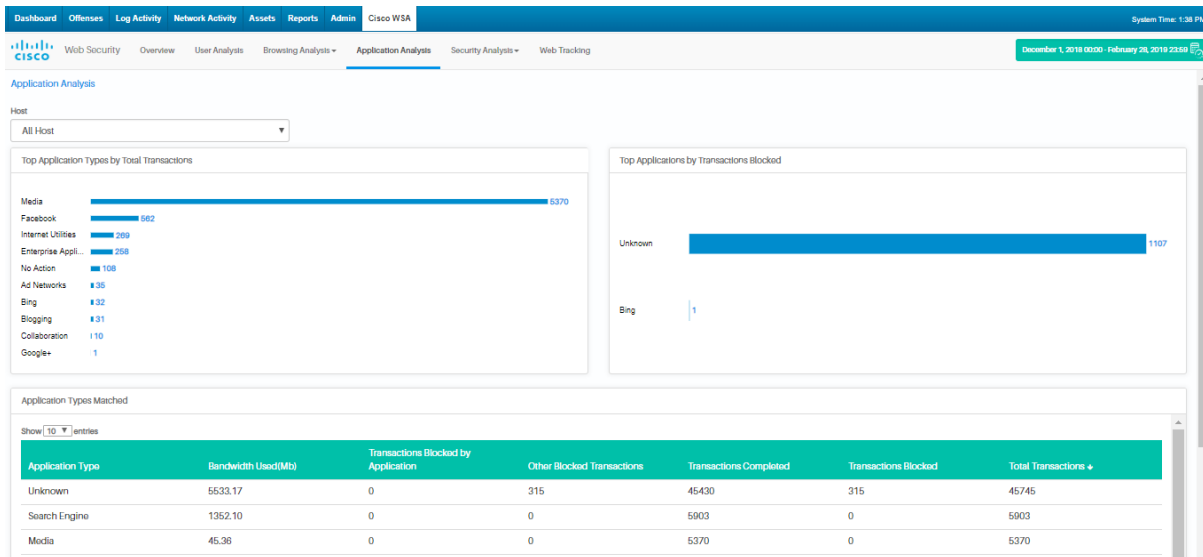 Dashboard Offenses Log Activity Network Activity Assets Reports Admin Cisco WSA System Time: 1:38 PM
CISCO Web Security Overview User Analysis Browsing Analysis Application Analysis Security Analysis Web Tracking December 1, 2018 00:00 - February 28, 2019 23:59
Application Analysis
Host
All Host
Top Application Types by Total Transactions
Media 5370
Facebook 562
Internet Utilities 269
Enterprise Appli... 258
No Action 108
Ad Networks 35
Bing 32
Blogging 31
Collaboration 10
Google+ 1
Top Applications by Transactions Blocked
Unknown 1107
Bing 1
Application Types Matched
Show 10 entries
Application Type Bandwidth Used(Mb) Transactions Blocked by Application Other Blocked Transactions Transactions Completed Transactions Blocked Total Transactions
Unknown 5533.17 0 315 45430 315 45745
Search Engine 1352.10 0 0 5903 0 5903
Media 45.36 0 0 5370 0 5370